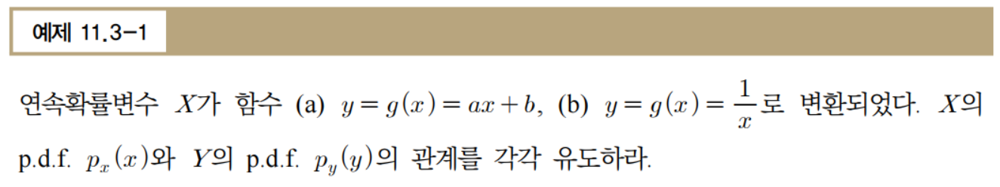 예제 11.3-1
연속확률변수 X가 함수 (a) y = g(x) = ax + b, (b) y = g(x) = 1/x로 변환되었다. X의
p.d.f. pₓ(x)와 Y의 p.d.f. p_y(y)의 관계를 각각 유도하라.